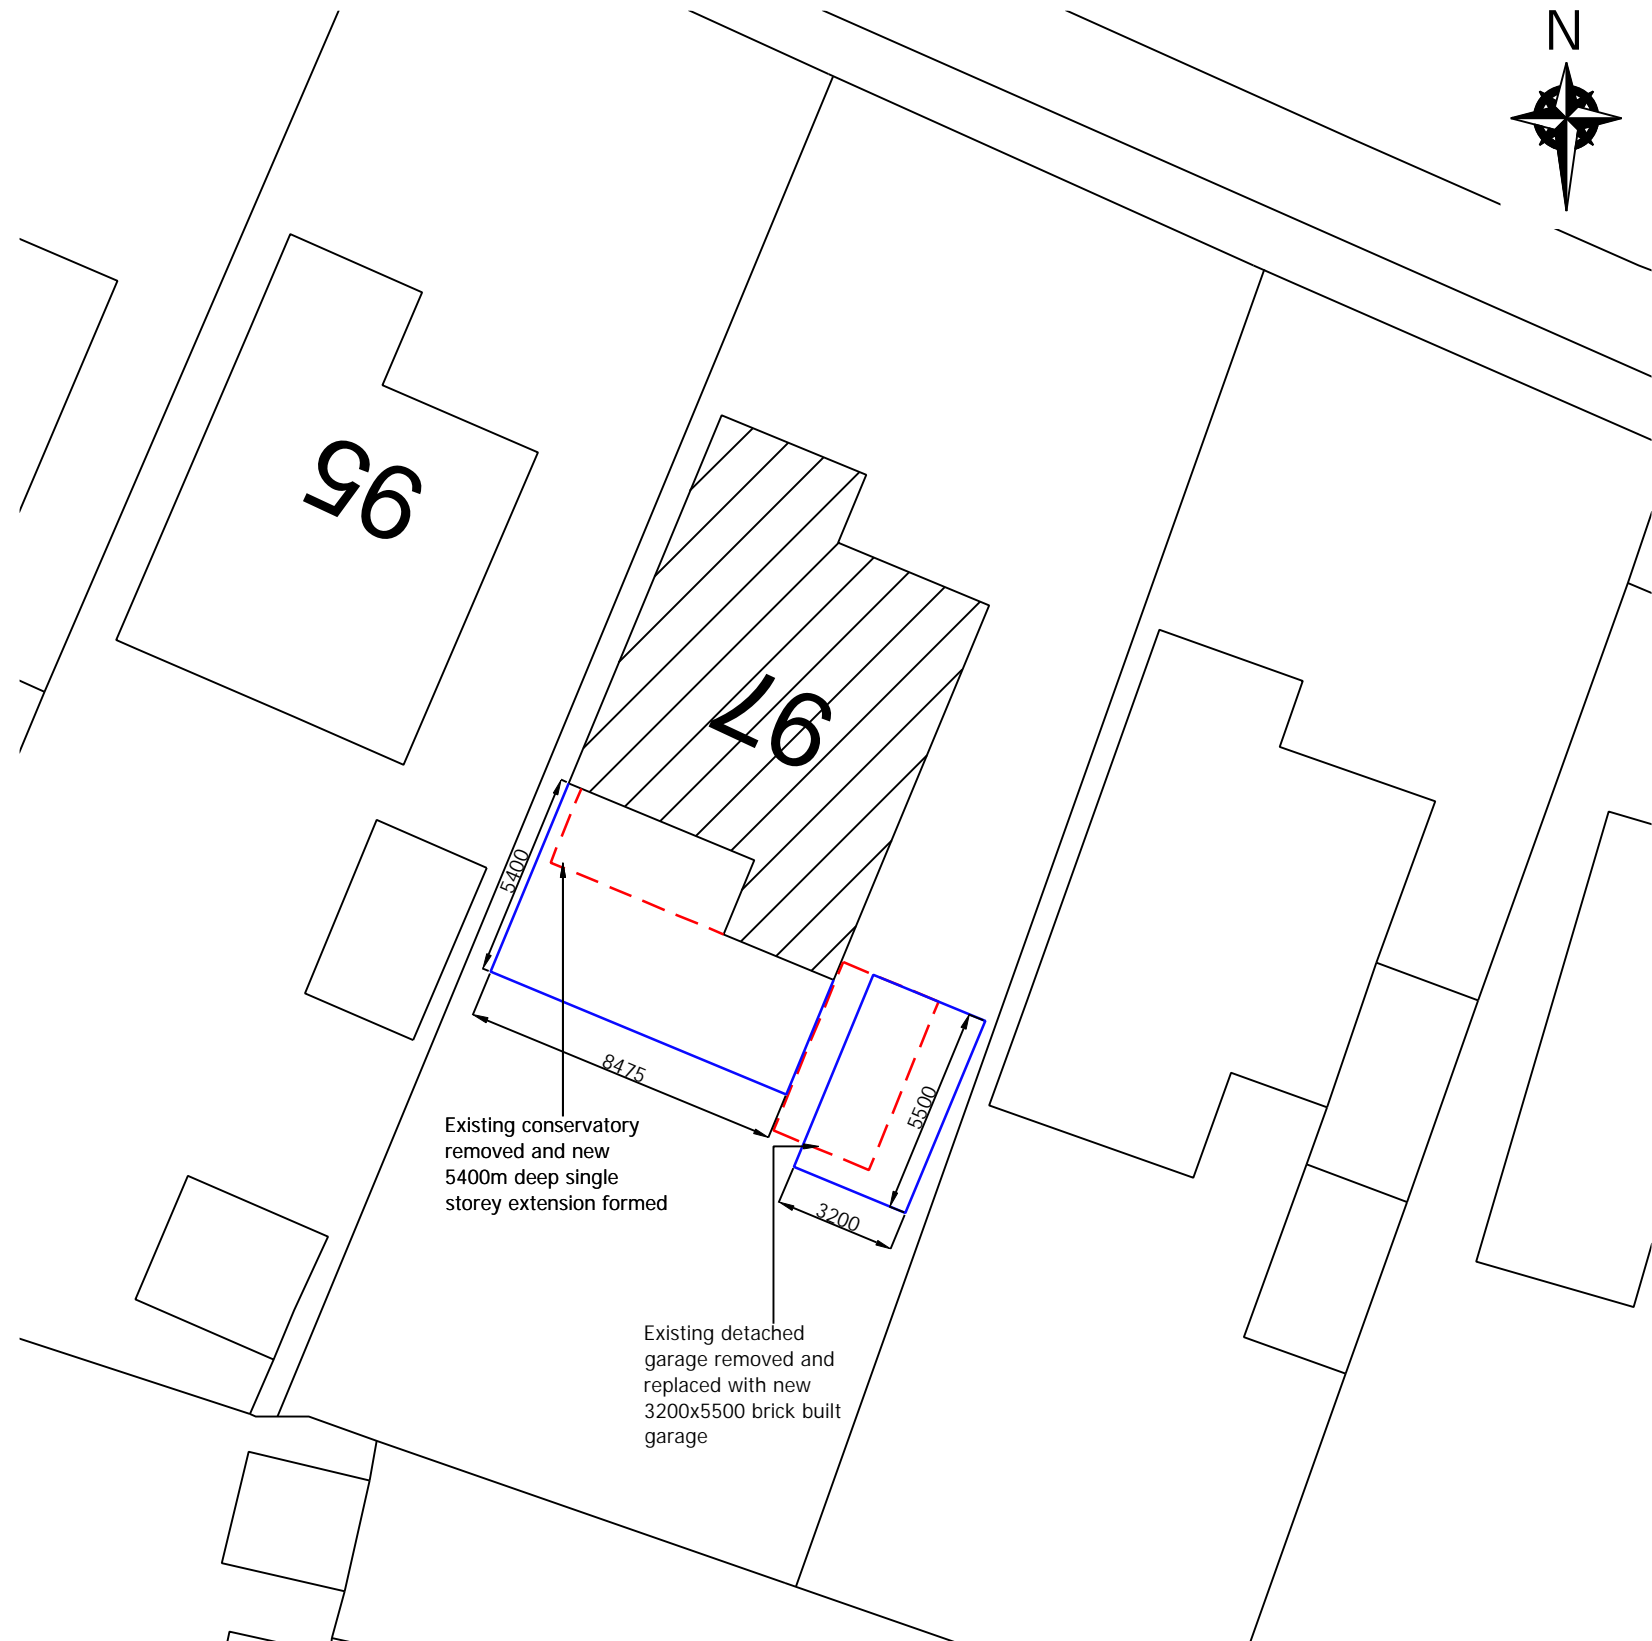 N
95
97
5400
8475
5500
3200
Existing conservatory
removed and new
5400m deep single
storey extension formed
Existing detached
garage removed and
replaced with new
3200x5500 brick built
garage